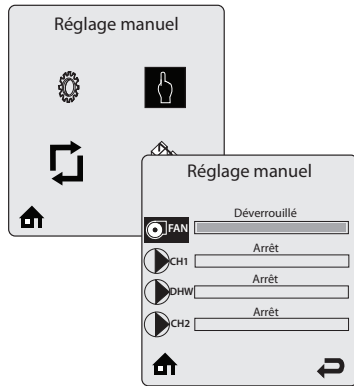 Réglage manuel
Réglage manuel
Déverrouillé
FAN
Arrêt
CH1
Arrêt
DHW
Arrêt
CH2